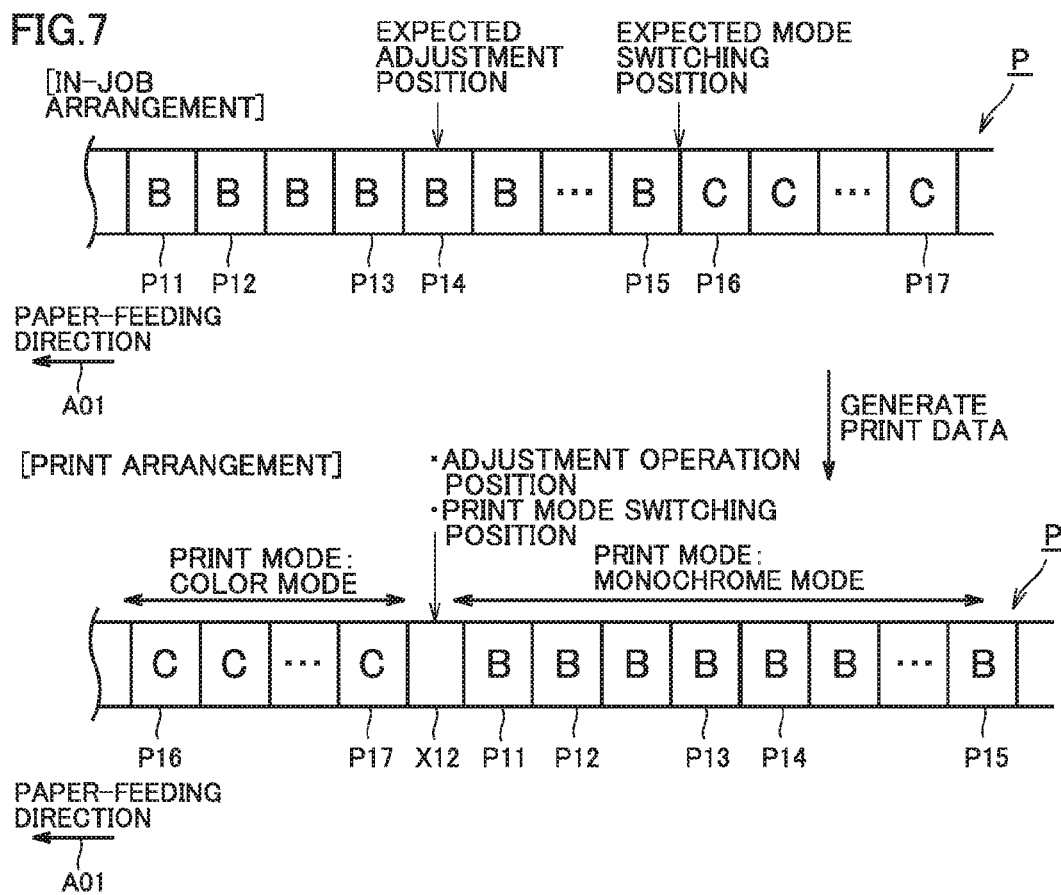 FIG.7
[IN-JOB
ARRANGEMENT]
EXPECTED
ADJUSTMENT
POSITION
EXPECTED MODE
SWITCHING
POSITION
P
B B B B B B ··· B C C ··· C
P11 P12 P13 P14 P15 P16 P17
PAPER-FEEDING
DIRECTION
A01
GENERATE
PRINT DATA
[PRINT ARRANGEMENT]
·ADJUSTMENT OPERATION
POSITION
·PRINT MODE SWITCHING
POSITION
PRINT MODE:
COLOR MODE
PRINT MODE:
MONOCHROME MODE
P
C C ··· C B B B B B B ··· B
P16 P17 X12 P11 P12 P13 P14 P15
PAPER-FEEDING
DIRECTION
A01